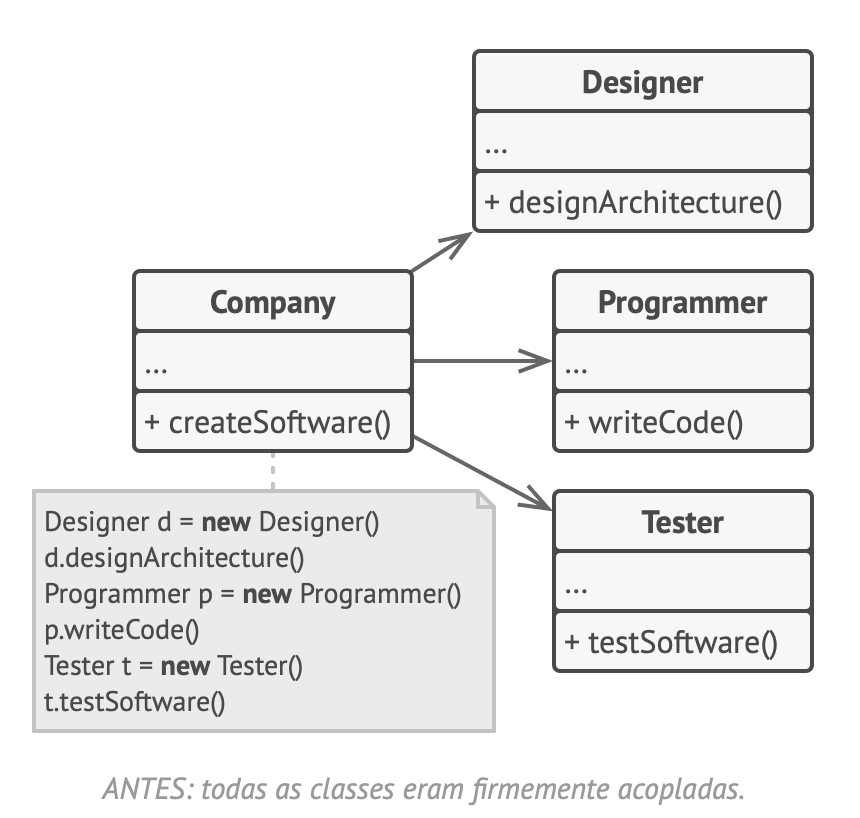 Designer
...
+ designArchitecture()
Company
...
+ createSoftware()
Programmer
...
+ writeCode()
Tester
...
+ testSoftware()
Designer d = new Designer()
d.designArchitecture()
Programmer p = new Programmer()
p.writeCode()
Tester t = new Tester()
t.testSoftware()
ANTES: todas as classes eram firmemente acopladas.